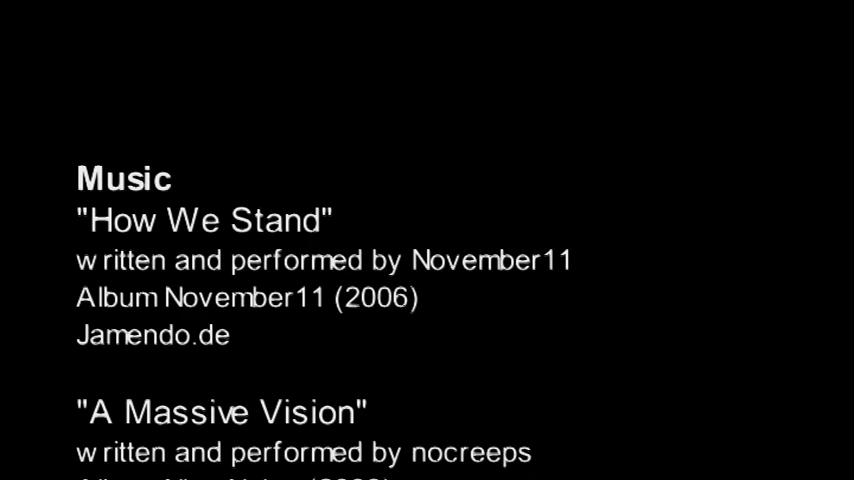 Music
"How We Stand"
written and performed by November11
Album November11 (2006)
Jamendo.de
"A Massive Vision"
written and performed by nocreeps